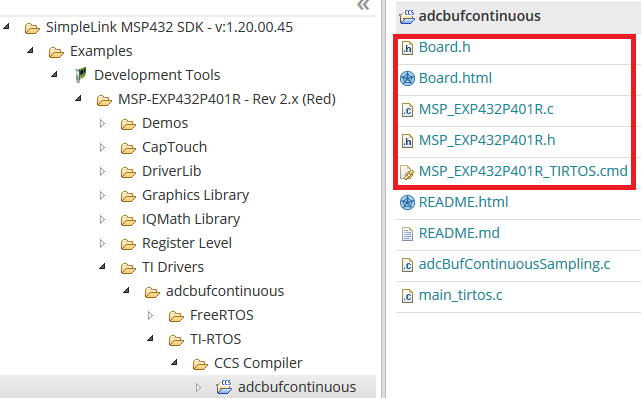 SimpleLink MSP432 SDK - v:1.20.00.45
Examples
Development Tools
MSP-EXP432P401R - Rev 2.x (Red)
Demos
CapTouch
DriverLib
Graphics Library
IQMath Library
Register Level
TI Drivers
adcbufcontinuous
FreeRTOS
TI-RTOS
CCS Compiler
CCS adcbufcontinuous
CCS adcbufcontinuous
.h Board.h
Board.html
.c MSP_EXP432P401R.c
.h MSP_EXP432P401R.h
MSP_EXP432P401R_TIRTOS.cmd
README.html
README.md
.c adcBufContinuousSampling.c
.c main_tirtos.c